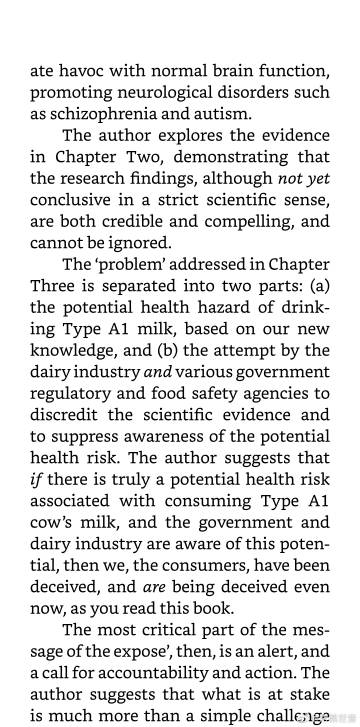 ate havoc with normal brain function,
promoting neurological disorders such
as schizophrenia and autism.
The author explores the evidence
in Chapter Two, demonstrating that
the research findings, although not yet
conclusive in a strict scientific sense,
are both credible and compelling, and
cannot be ignored.
The ‘problem’ addressed in Chapter
Three is separated into two parts: (a)
the potential health hazard of drink-
ing Type A1 milk, based on our new
knowledge, and (b) the attempt by the
dairy industry and various government
regulatory and food safety agencies to
discredit the scientific evidence and
to suppress awareness of the potential
health risk. The author suggests that
if there is truly a potential health risk
associated with consuming Type A1
cow’s milk, and the government and
dairy industry are aware of this poten-
tial, then we, the consumers, have been
deceived, and are being deceived even
now, as you read this book.
The most critical part of the mes-
sage of the expose’, then, is an alert, and
a call for accountability and action. The
author suggests that what is at stake
is much more than a simple challenge